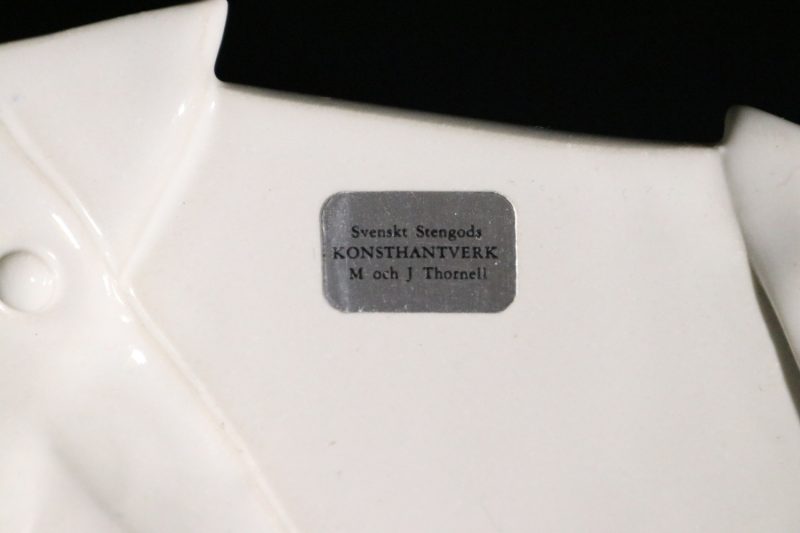 Svenskt Stengods
KONSTHANTVERK
M och J Thornell